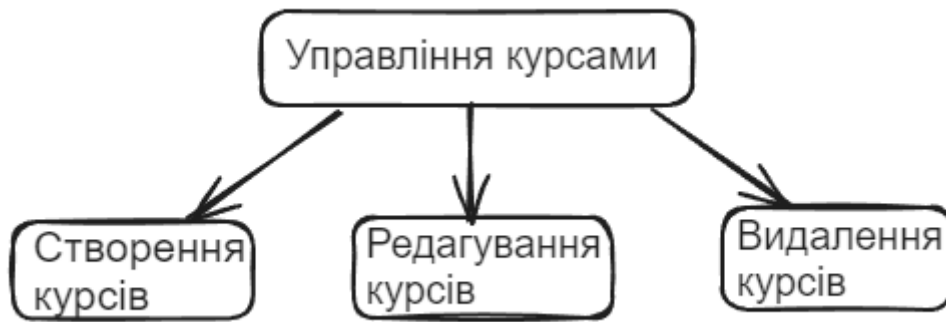 Управління курсами
Створення
курсів
Редагування
курсів
Видалення
курсів